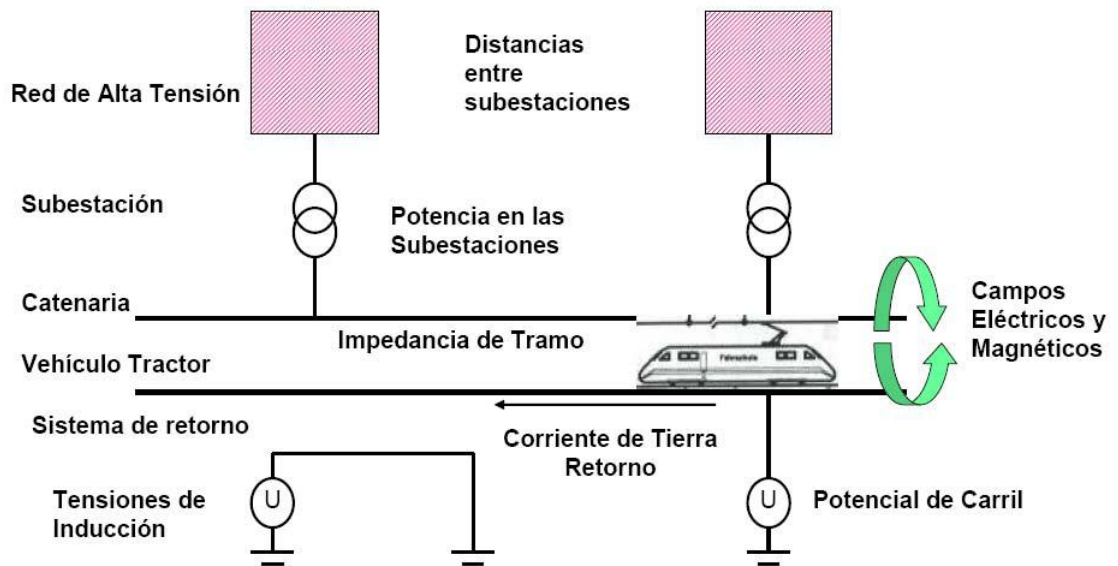 Red de Alta Tensión
Distancias
entre
subestaciones
Subestación
Potencia en las
Subestaciones
Catenaria
Impedancia de Tramo
Campos
Eléctricos y
Magnéticos
Vehículo Tractor
Sistema de retorno
Corriente de Tierra
Retorno
Tensiones de
Inducción
U
U
Potencial de Carril